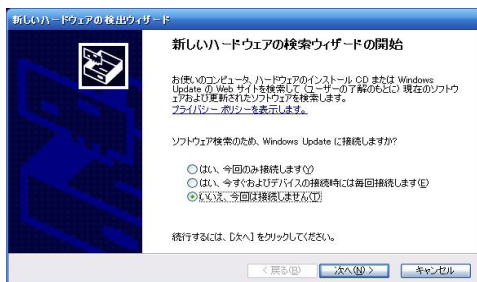 新しいハードウェアの検出ウィザード
新しいハードウェアの検索ウィザードの開始
お使いのコンピュータ、ハードウェアのインストール CD または Windows
Update の Web サイトを検索して (ユーザーの了解のもとに) 現在のソフトウ
ェアおよび更新されたソフトウェアを検索します。
プライバシー ポリシーを表示します。
ソフトウェア検索のため、Windows Update に接続しますか?
はい、今回のみ接続します(Y)
はい、今すぐおよびデバイスの接続時には毎回接続します(E)
いいえ、今回は接続しません(T)
続行するには、[次へ] をクリックしてください。
< 戻る(B) 次へ(N) > キャンセル